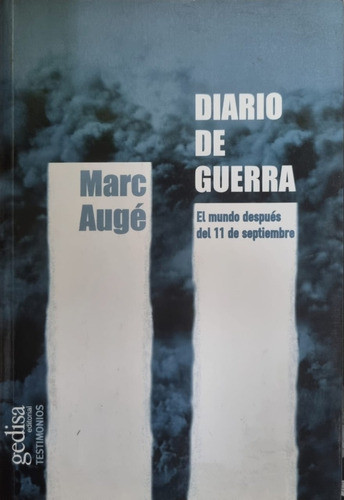 DIARIO
DE
GUERRA
El mundo después
del 11 de septiembre
Marc
Augé
gedisa
editorial
TESTIMONIOS